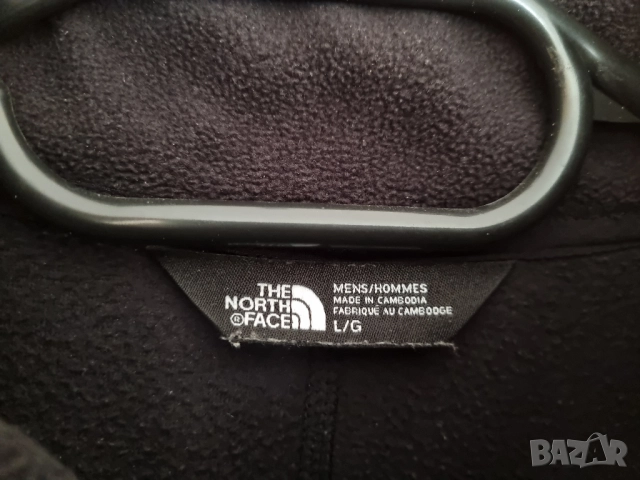 THE
NORTH
®FACE
MENS/HOMMES
MADE IN CAMBODIA
FABRIQUÉ AU CAMBODGE
L/G
BAZAR